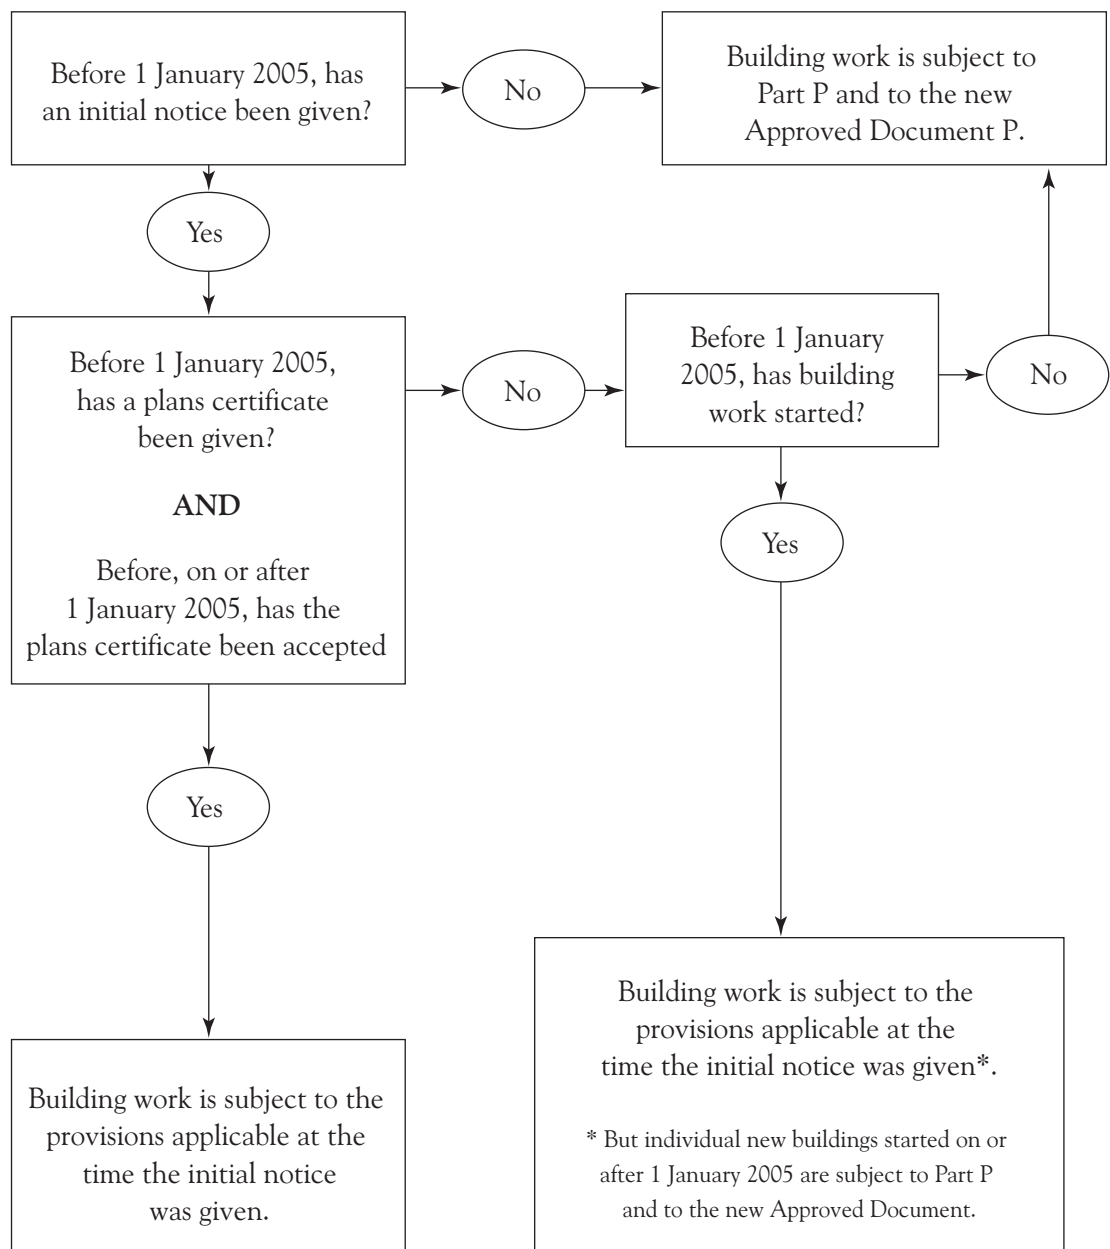 Before 1 January 2005, has
an initial notice been given?
No
Building work is subject to
Part P and to the new
Approved Document P.
Yes
Before 1 January 2005,
has a plans certificate
been given?
AND
Before, on or after
1 January 2005, has the
plans certificate been accepted
No
Before 1 January
2005, has building
work started?
No
Yes
Yes
Building work is subject to the
provisions applicable at the
time the initial notice
was given.
Building work is subject to the
provisions applicable at the
time the initial notice was given*.
* But individual new buildings started on or
after 1 January 2005 are subject to Part P
and to the new Approved Document.